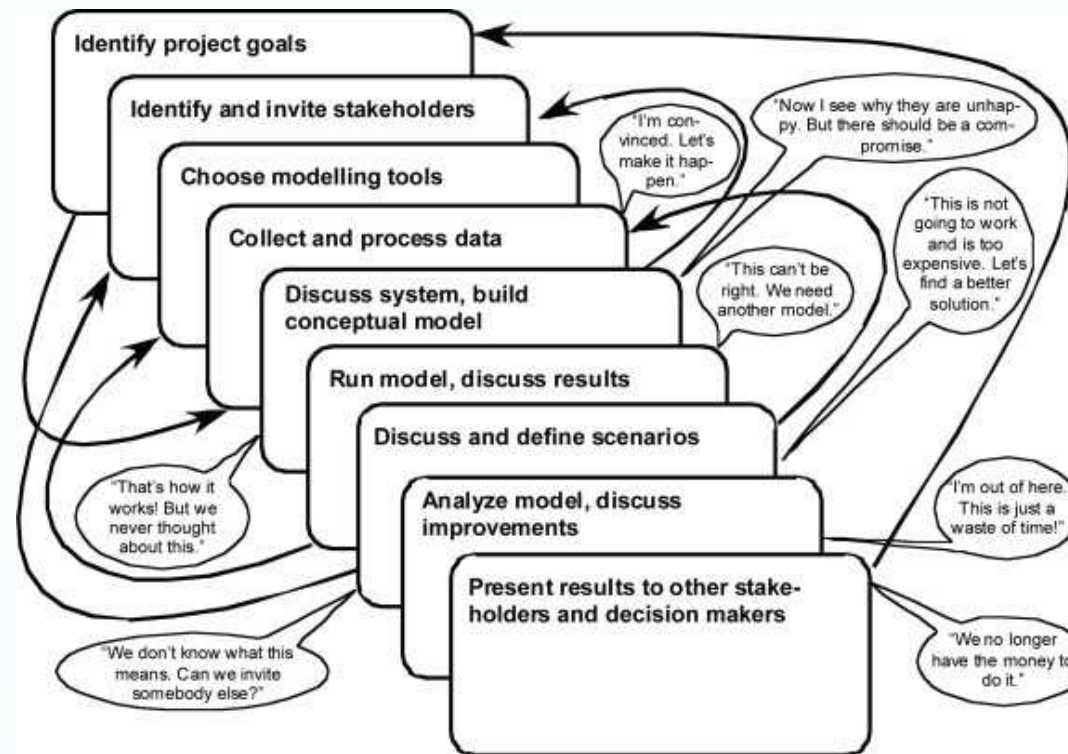 Identify project goals
Identify and invite stakeholders
Choose modelling tools
Collect and process data
Discuss system, build
conceptual model
Run model, discuss results
Discuss and define scenarios
Analyze model, discuss
improvements
Present results to other stake-
holders and decision makers
"I'm con-
vinced. Let's
make it hap-
pen."
"Now I see why they are unhap-
py. But there should be a com-
promise."
"This is not
going to work
and is too
expensive. Let's
find a better
solution."
"This can't be
right. We need
another model."
"That's how it
works! But we
never thought
about this."
"I'm out of here.
This is just a
waste of time!"
"We don't know what this
means. Can we invite
somebody else?"
"We no longer
have the money to
do it."